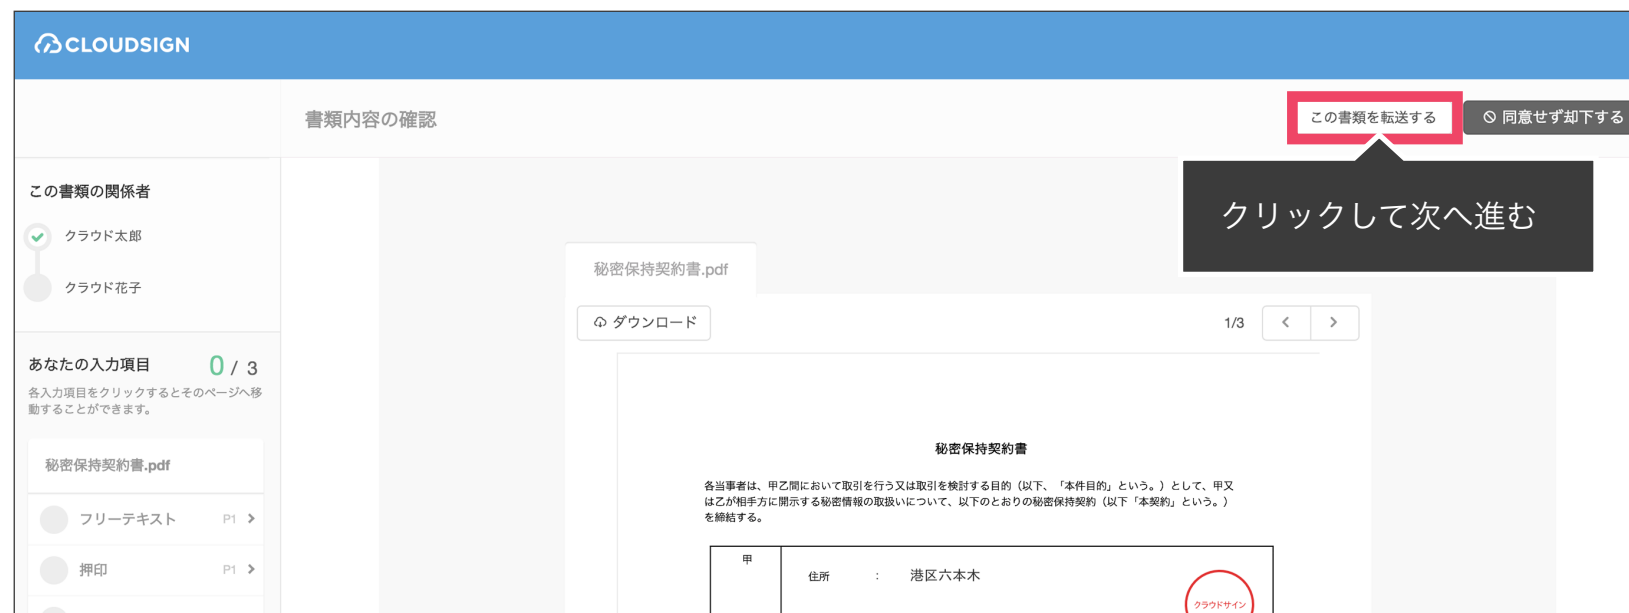 CLOUDSIGN
書類内容の確認
この書類を転送する
同意せず却下する
クリックして次へ進む
この書類の関係者
クラウド太郎
クラウド花子
あなたの入力項目 0 / 3
各入力項目をクリックするとそのページへ移
動することができます。
秘密保持契約書.pdf
フリーテキスト P1
押印 P1
秘密保持契約書.pdf
ダウンロード
1/3
秘密保持契約書
各当事者は、甲乙間において取引を行う又は取引を検討する目的（以下、「本件目的」という。）として、甲又
は乙が相手方に開示する秘密情報の取扱いについて、以下のとおりの秘密保持契約（以下「本契約」という。）
を締結する。
甲
住所 : 港区六本木
クラウドサイン